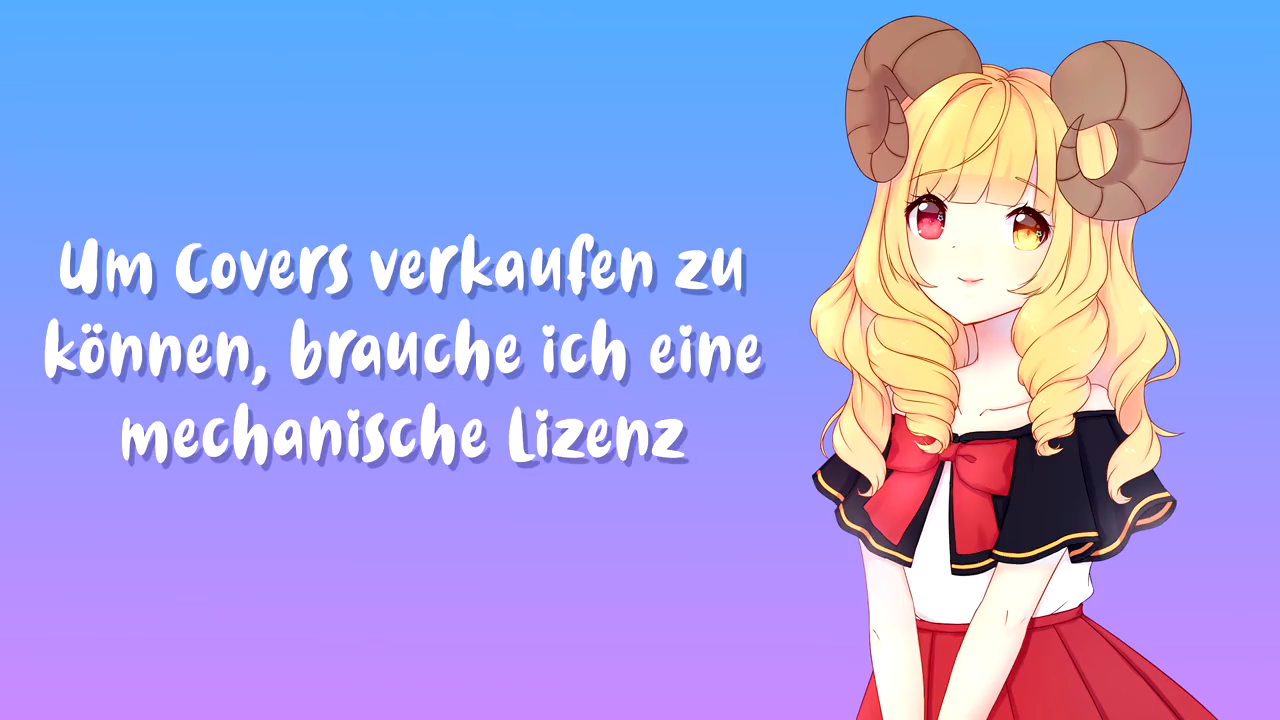 Um Covers verkaufen zu
können, brauche ich eine
mechanische Lizenz